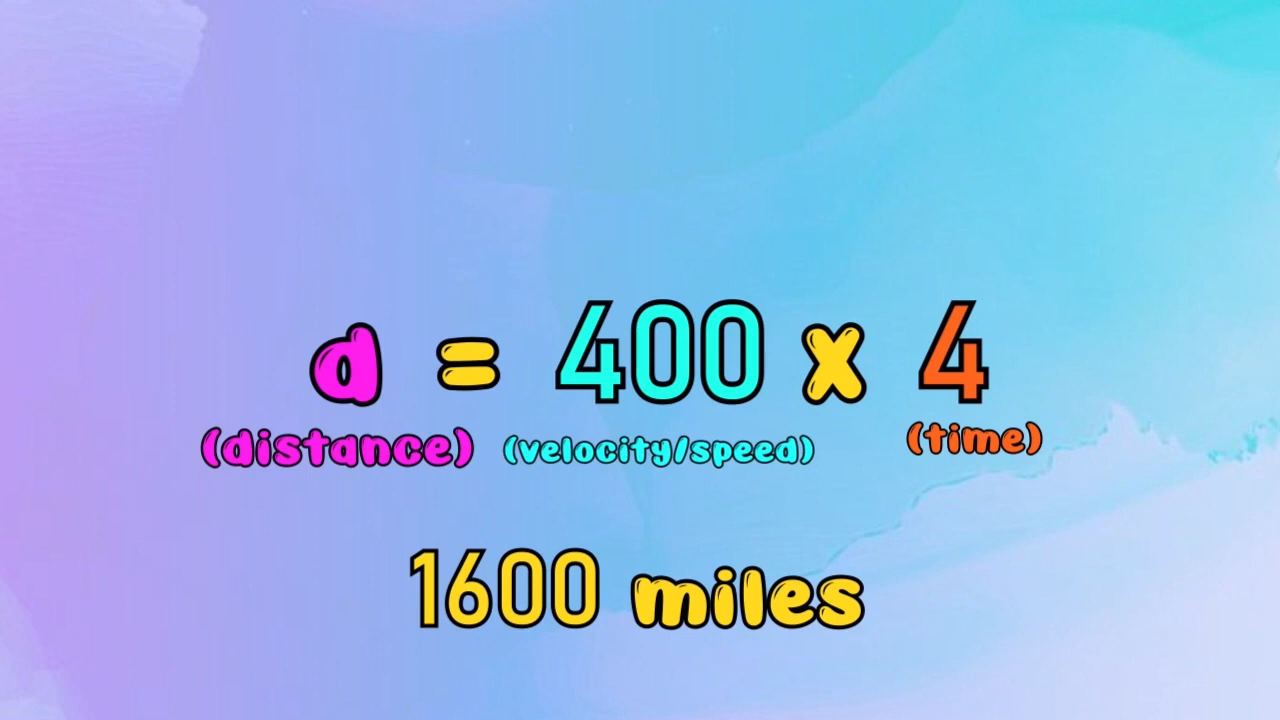 d = 400 x 4
(distance) (velocity/speed) (time)
1600 miles